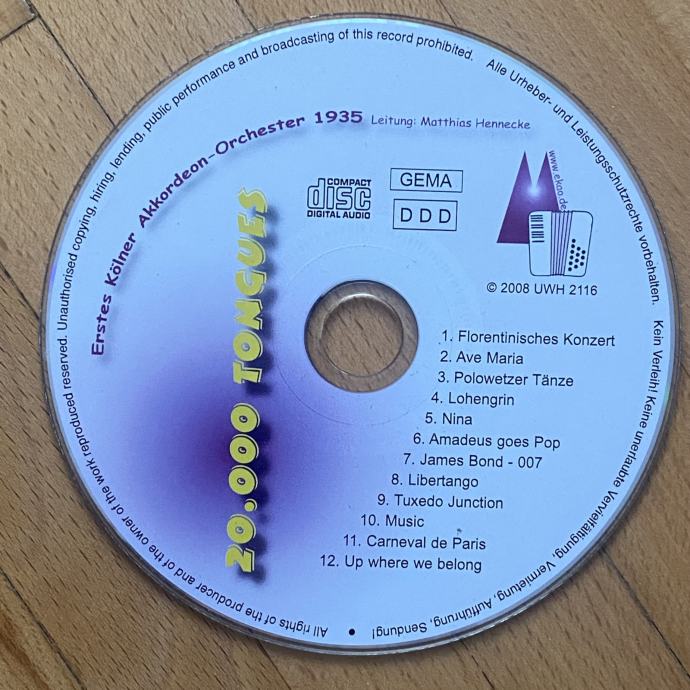 Alle Urheber- und Leistungsschutzrechte vorbehalten. Kein Verleih! Keine unerlaubte Vervielfältigung, Vermietung, Aufführung, Sendung!
All rights of the producer and of the owner of the work reproduced reserved. Unauthorised copying, hiring, lending, public performance and broadcasting of this record prohibited.
Erstes Kölner Akkordeon-Orchester 1935 Leitung: Matthias Hennecke
COMPACT
disc
DIGITAL AUDIO
GEMA
DDD
www.ekao.de
© 2008 UWH 2116
20.000 TONGUES
1. Florentinisches Konzert
2. Ave Maria
3. Polowetzer Tänze
4. Lohengrin
5. Nina
6. Amadeus goes Pop
7. James Bond - 007
8. Libertango
9. Tuxedo Junction
10. Music
11. Carneval de Paris
12. Up where we belong